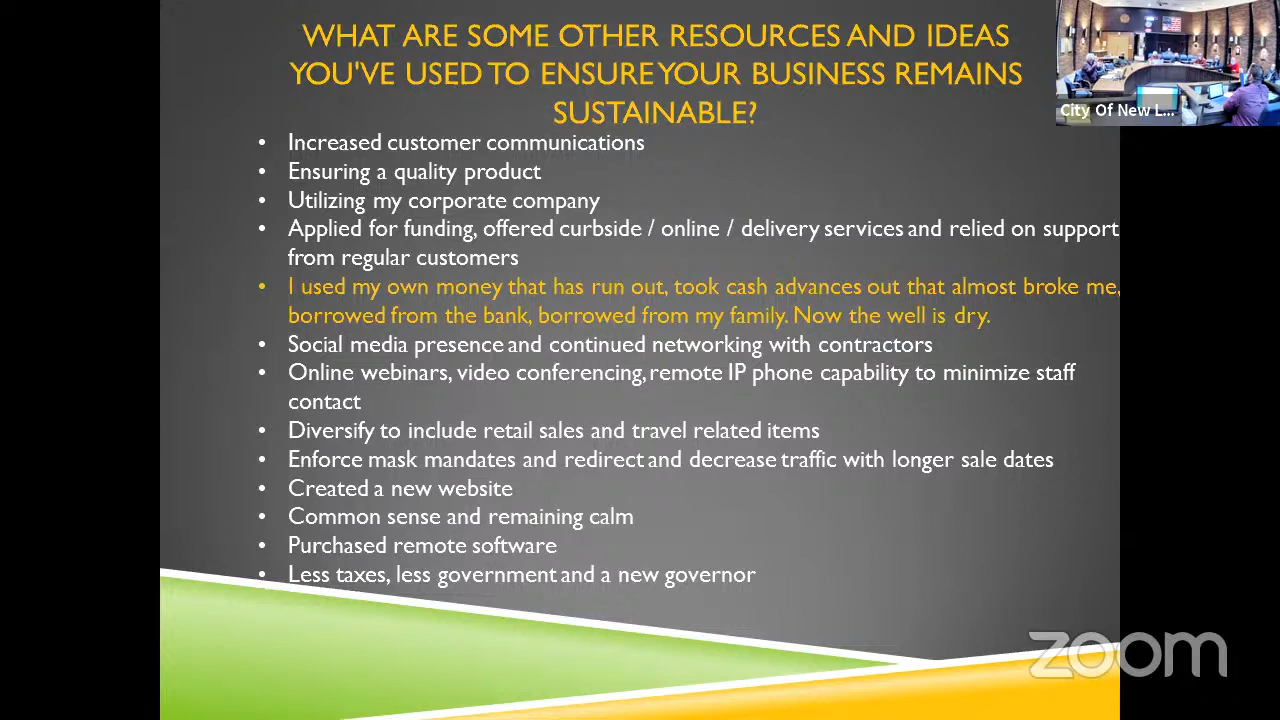 WHAT ARE SOME OTHER RESOURCES AND IDEAS
YOU'VE USED TO ENSURE YOUR BUSINESS REMAINS
SUSTAINABLE?
• Increased customer communications
• Ensuring a quality product
• Utilizing my corporate company
• Applied for funding, offered curbside / online / delivery services and relied on support
from regular customers
• I used my own money that has run out, took cash advances out that almost broke me,
borrowed from the bank, borrowed from my family. Now the well is dry.
• Social media presence and continued networking with contractors
• Online webinars, video conferencing, remote IP phone capability to minimize staff
contact
• Diversify to include retail sales and travel related items
• Enforce mask mandates and redirect and decrease traffic with longer sale dates
• Created a new website
• Common sense and remaining calm
• Purchased remote software
• Less taxes, less government and a new governor
City Of New L...
zoom